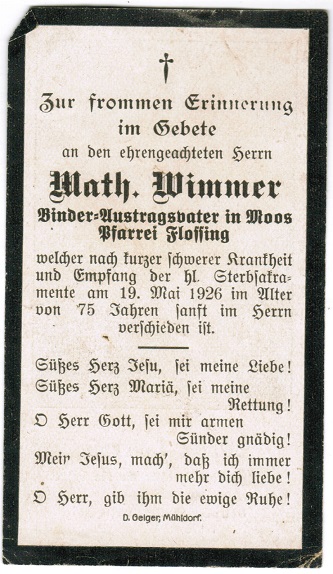 Zur frommen Erinnerung
im Gebete
an den ehrengeachteten Herrn
Math. Wimmer
Binder=Austragsvater in Moos
Pfarrei Flossing
welcher nach kurzer schwerer Krankheit
und Empfang der hl. Sterbsakra-
mente am 19. Mai 1926 im Alter
von 75 Jahren sanft im Herrn
verschieden ist.
Süßes Herz Jesu, sei meine Liebe!
Süßes Herz Mariä, sei meine
Rettung!
O Herr Gott, sei mir armen
Sünder gnädig!
Mein Jesus, mach', daß ich immer
mehr dich liebe!
O Herr, gib ihm die ewige Ruhe!
D. Geiger, Mühldorf.